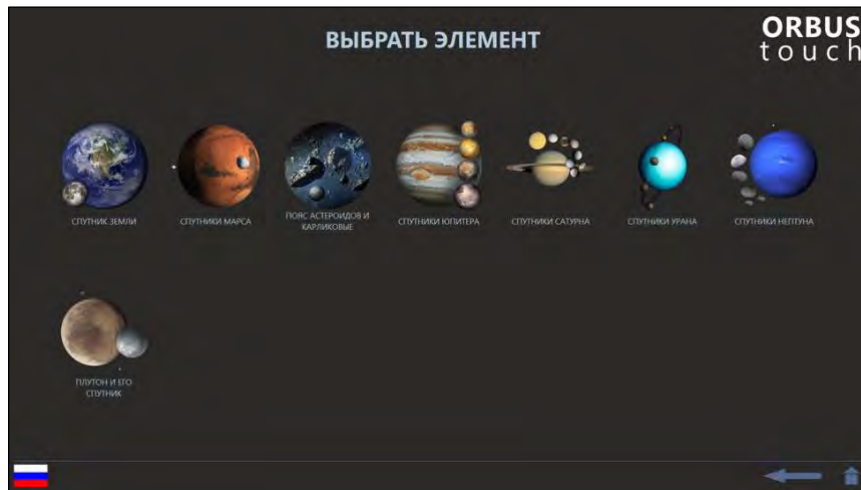 ВЫБРАТЬ ЭЛЕМЕНТ
ORBUS
touch
СПУТНИК ЗЕМЛИ
СПУТНИКИ МАРСА
ПОЯС АСТЕРОИДОВ И
КАРЛИКОВЫЕ
СПУТНИКИ ЮПИТЕРА
СПУТНИКИ САТУРНА
СПУТНИКИ УРАНА
СПУТНИКИ НЕПТУНА
ПЛУТОН И ЕГО
СПУТНИК